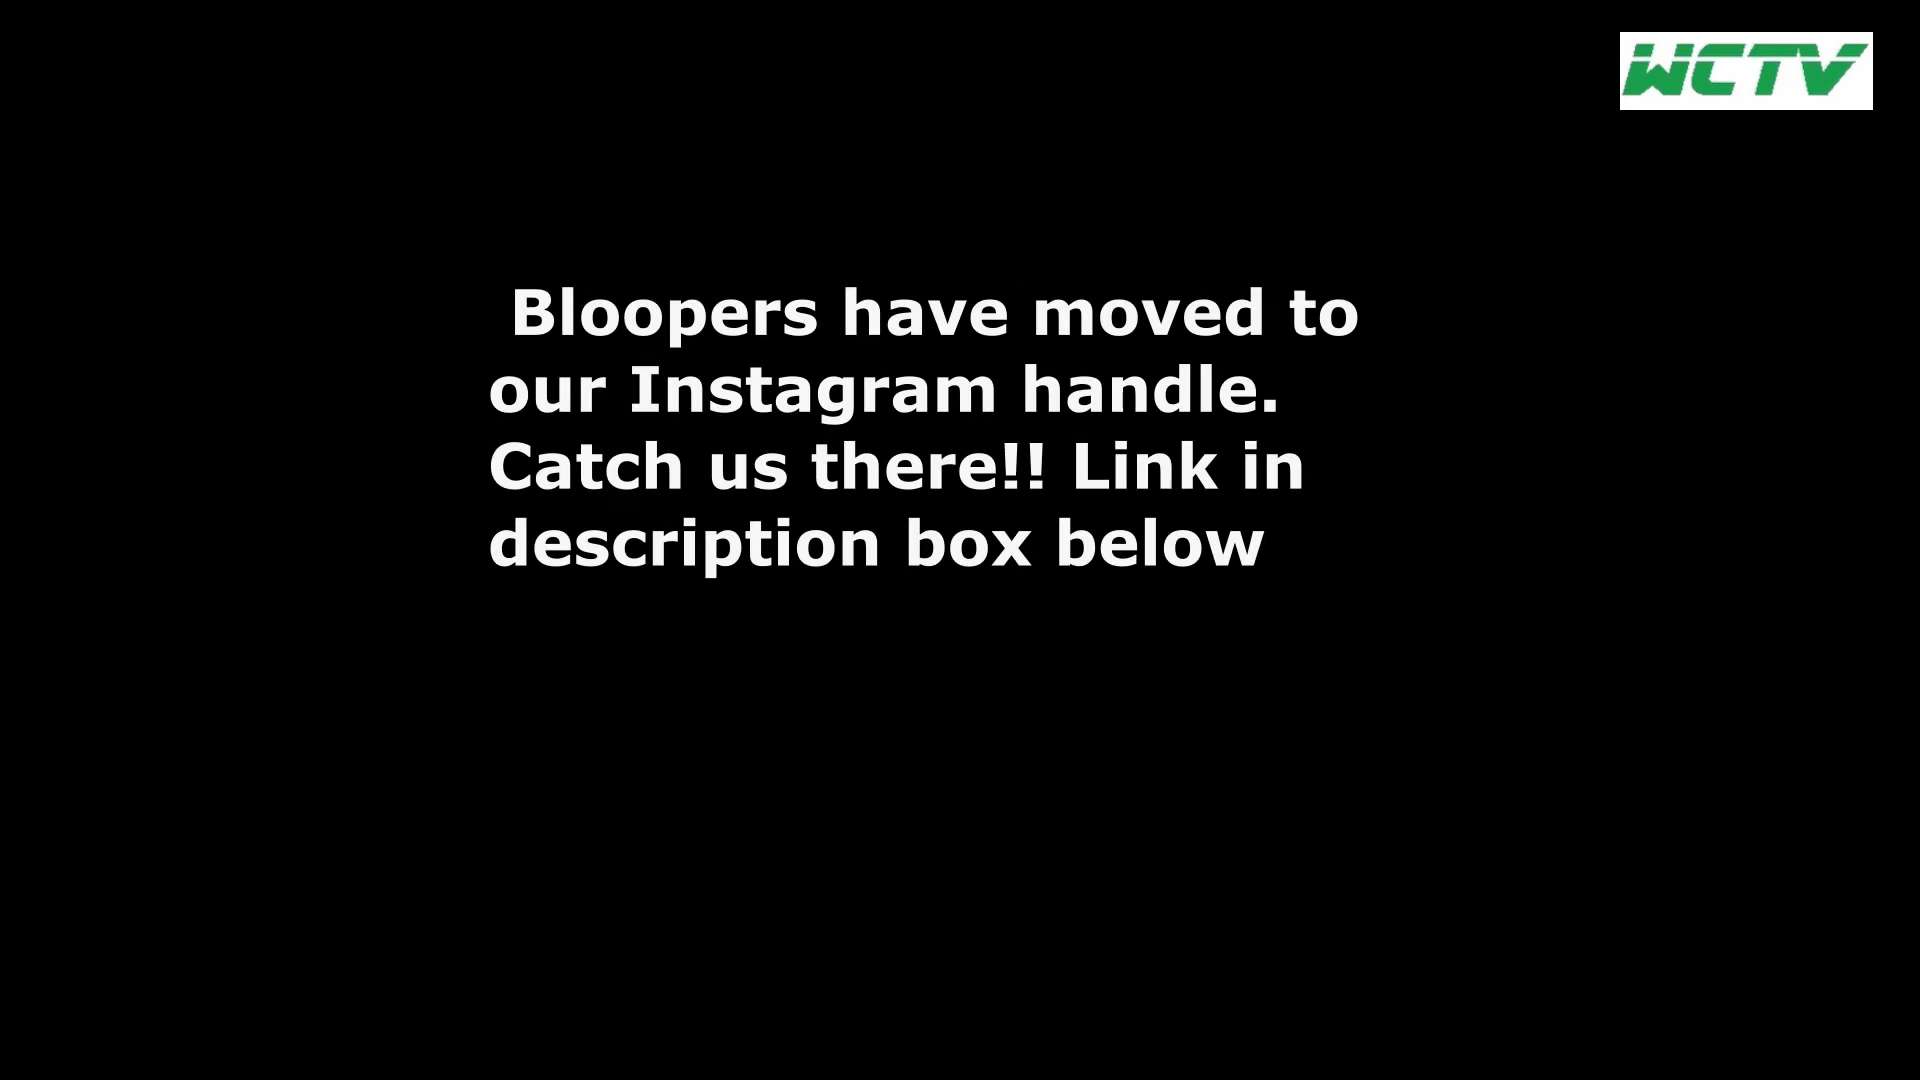 WCTV
Bloopers have moved to
our Instagram handle.
Catch us there!! Link in
description box below